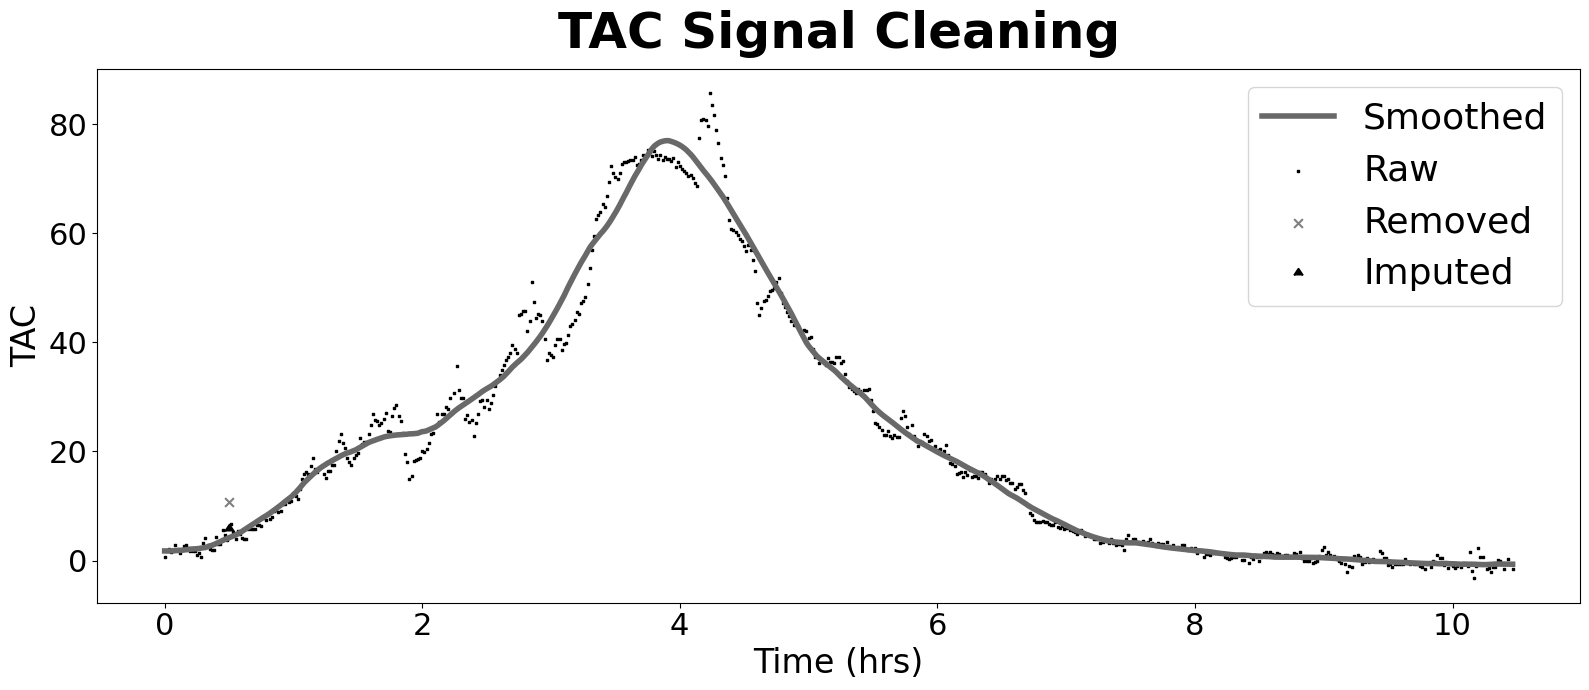 TAC Signal Cleaning
Smoothed
Raw
Removed
Imputed
TAC
80
60
40
20
0
0 2 4 6 8 10
Time (hrs)